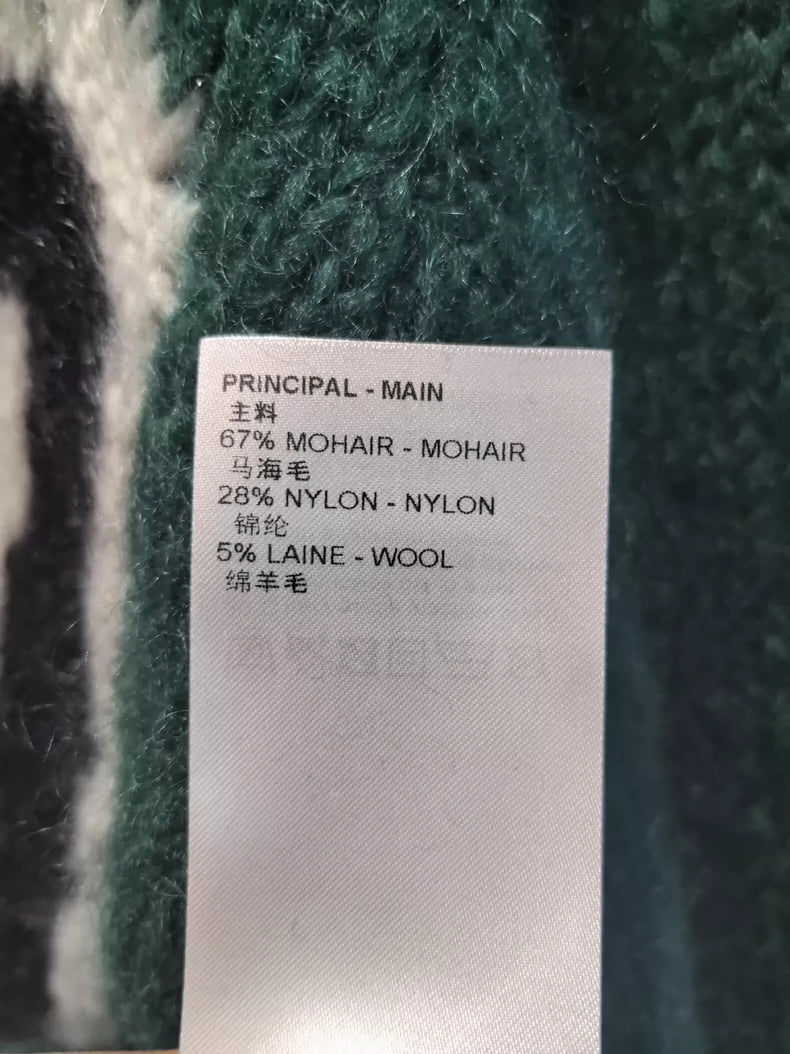 PRINCIPAL - MAIN
主料
67% MOHAIR - MOHAIR
马海毛
28% NYLON - NYLON
锦纶
5% LAINE - WOOL
绵羊毛